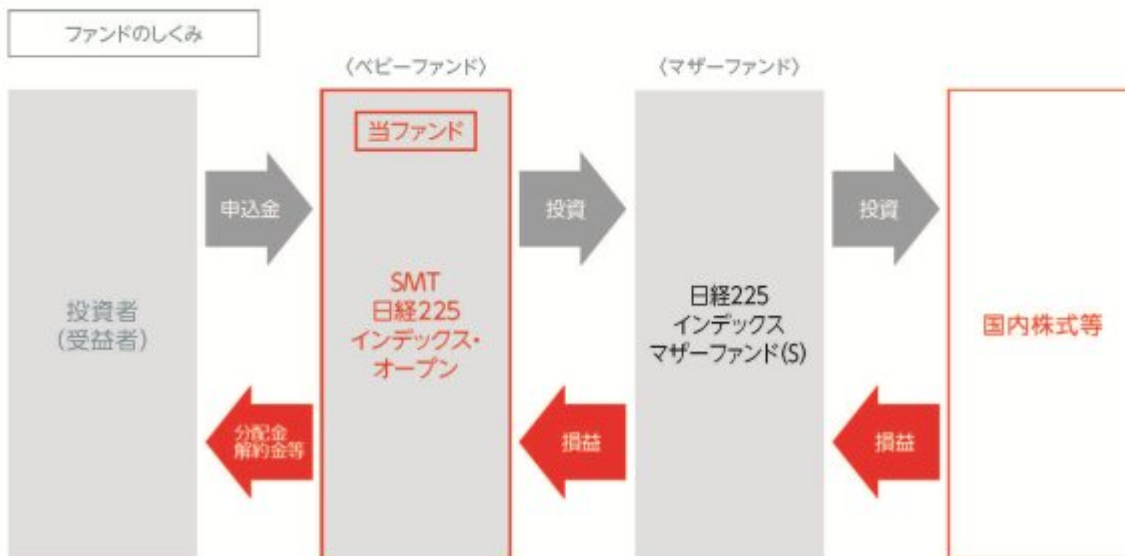 ファンドのしくみ
〈ベビーファンド〉
〈マザーファンド〉
当ファンド
申込金
投資
投資
投資者
(受益者)
SMT
日経225
インデックス・
オープン
日経225
インデックス
マザーファンド(S)
国内株式等
分配金
解約金等
損益
損益